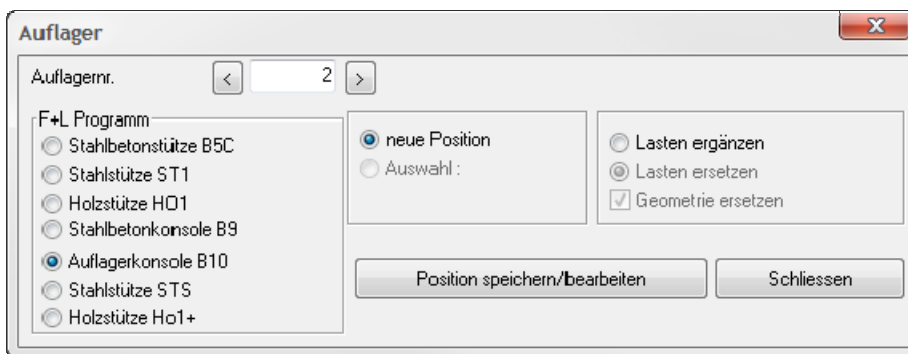 Auflager
Auflagernr. < 2 >
F+L Programm
Stahlbetonstütze B5C
Stahlstütze ST1
Holzstütze HO1
Stahlbetonkonsole B9
Auflagerkonsole B10
Stahlstütze STS
Holzstütze Ho1+
neue Position
Auswahl :
Lasten ergänzen
Lasten ersetzen
Geometrie ersetzen
Position speichern/bearbeiten
Schliessen